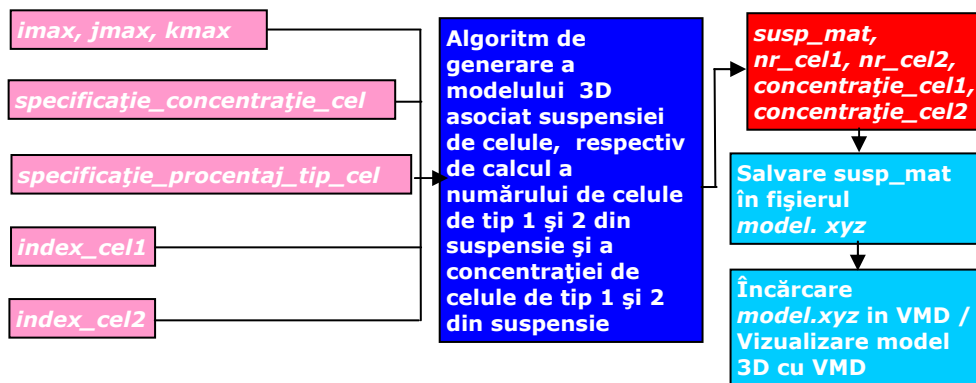 imax, jmax, kmax
specificaţie_concentraţie_cel
specificaţie_procentaj_tip_cel
index_cel1
index_cel2
Algoritm de
generare a
modelului 3D
asociat suspensiei
de celule, respectiv
de calcul a
numărului de celule
de tip 1 şi 2 din
suspensie şi a
concentraţiei de
celule de tip 1 şi 2
din suspensie
susp_mat,
nr_cel1, nr_cel2,
concentraţie_cel1,
concentraţie_cel2
Salvare susp_mat
în fişierul
model. xyz
Încărcare
model.xyz in VMD /
Vizualizare model
3D cu VMD